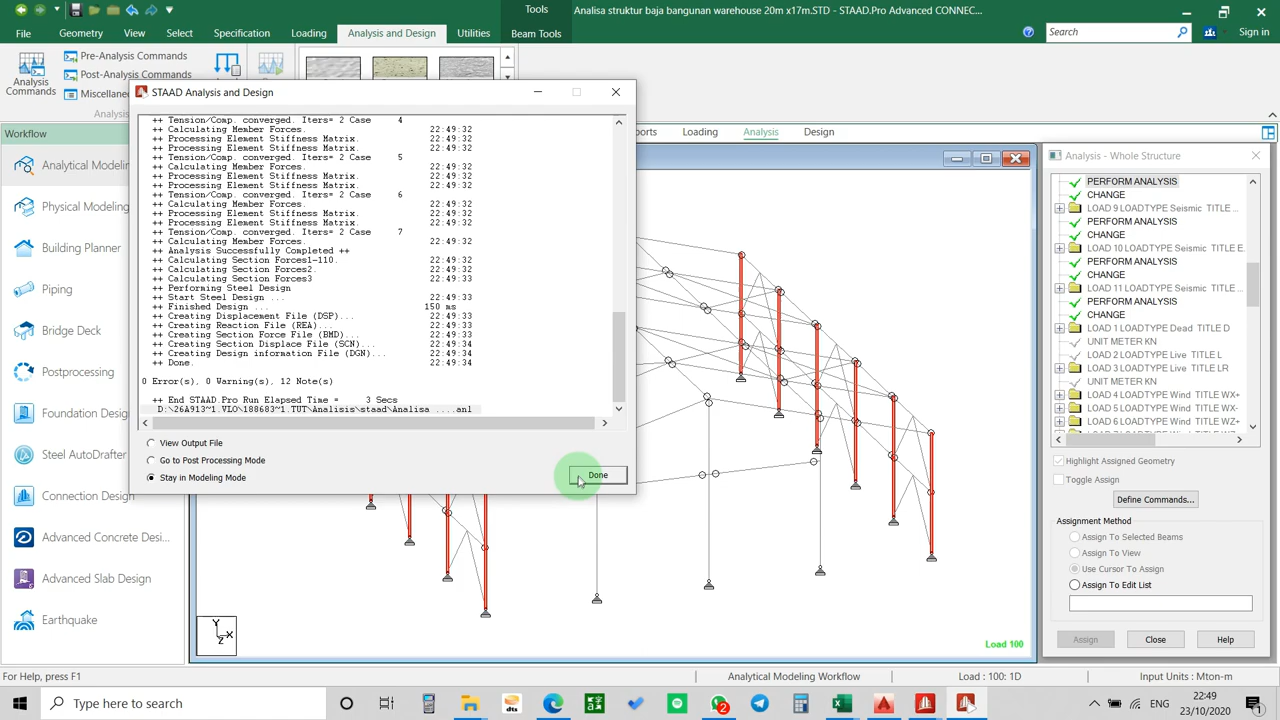 Tools
Analisa struktur baja bangunan warehouse 20m x17m.STD - STAAD.Pro Advanced CONNEC...
File
Geometry
View
Select
Specification
Loading
Analysis and Design
Utilities
Beam Tools
Search
Sign in
Analysis
Commands
Pre-Analysis Commands
Post-Analysis Commands
Miscellane
Analysis
Workflow
Analytical Modeling
Physical Modeling
Building Planner
Piping
Bridge Deck
Postprocessing
Foundation Design
Steel AutoDrafter
Connection Design
Advanced Concrete Desi...
Advanced Slab Design
Earthquake
STAAD Analysis and Design
++ Tension/Comp. converged. Iters= 2 Case 4
++ Calculating Member Forces. 22:49:32
++ Processing Element Stiffness Matrix. 22:49:32
++ Processing Element Stiffness Matrix. 22:49:32
++ Tension/Comp. converged. Iters= 2 Case 5
++ Calculating Member Forces. 22:49:32
++ Processing Element Stiffness Matrix. 22:49:32
++ Processing Element Stiffness Matrix. 22:49:32
++ Tension/Comp. converged. Iters= 2 Case 6
++ Calculating Member Forces. 22:49:32
++ Processing Element Stiffness Matrix. 22:49:32
++ Processing Element Stiffness Matrix. 22:49:32
++ Tension/Comp. converged. Iters= 2 Case 7
++ Calculating Member Forces. 22:49:32
++ Analysis Successfully Completed ++
++ Calculating Section Forces1-110. 22:49:32
++ Calculating Section Forces2. 22:49:32
++ Calculating Section Forces3 22:49:33
++ Performing Steel Design
++ Start Steel Design ... 22:49:33
++ Finished Design ... 150 ms
++ Creating Displacement File (DSP)... 22:49:33
++ Creating Reaction File (REA)... 22:49:33
++ Creating Section Force File (BMD)... 22:49:33
++ Creating Section Displace File (SCN)... 22:49:34
++ Creating Design information File (DGN)... 22:49:34
++ Done. 22:49:34
0 Error(s), 0 Warning(s), 12 Note(s)
++ End STAAD.Pro Run Elapsed Time = 3 Secs
D:\26A913~1.VLO\188683~1.TUT\Analisis\staad\Analisa ....anl
View Output File
Go to Post Processing Mode
Stay in Modeling Mode
Done
ports
Loading
Analysis
Design
Y
X
Z
Load 100
Analysis - Whole Structure
PERFORM ANALYSIS
CHANGE
LOAD 9 LOADTYPE Seismic TITLE ...
PERFORM ANALYSIS
CHANGE
LOAD 10 LOADTYPE Seismic TITLE E.
PERFORM ANALYSIS
CHANGE
LOAD 11 LOADTYPE Seismic TITLE ...
PERFORM ANALYSIS
CHANGE
LOAD 1 LOADTYPE Dead TITLE D
UNIT METER KN
LOAD 2 LOADTYPE Live TITLE L
LOAD 3 LOADTYPE Live TITLE LR
UNIT METER KN
LOAD 4 LOADTYPE Wind TITLE WX+
LOAD 5 LOADTYPE Wind TITLE WX-
LOAD 6 LOADTYPE Wind TITLE WZ+
Highlight Assigned Geometry
Toggle Assign
Define Commands...
Assignment Method
Assign To Selected Beams
Assign To View
Use Cursor To Assign
Assign To Edit List
Assign
Close
Help
For Help, press F1
Analytical Modeling Workflow
Load : 100: 1D
Input Units : Mton-m
Type here to search
dts
2
ENG
22:49
23/10/2020
1